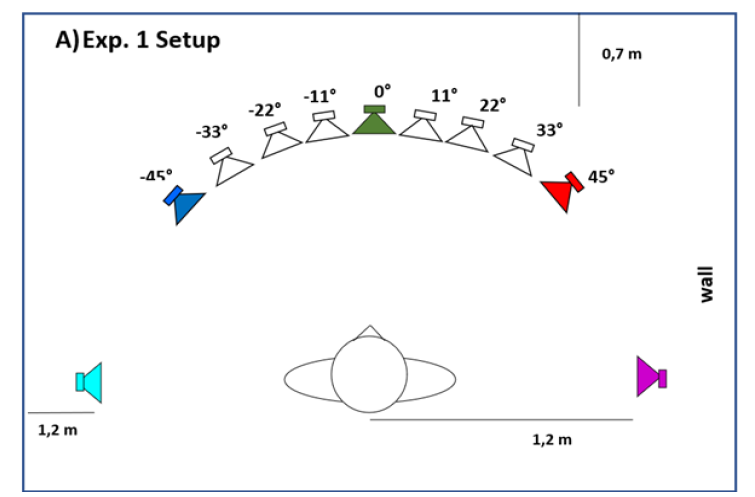 A) Exp. 1 Setup
0,7 m
0°
-11°
11°
-22°
22°
-33°
33°
-45°
45°
wall
1,2 m
1,2 m